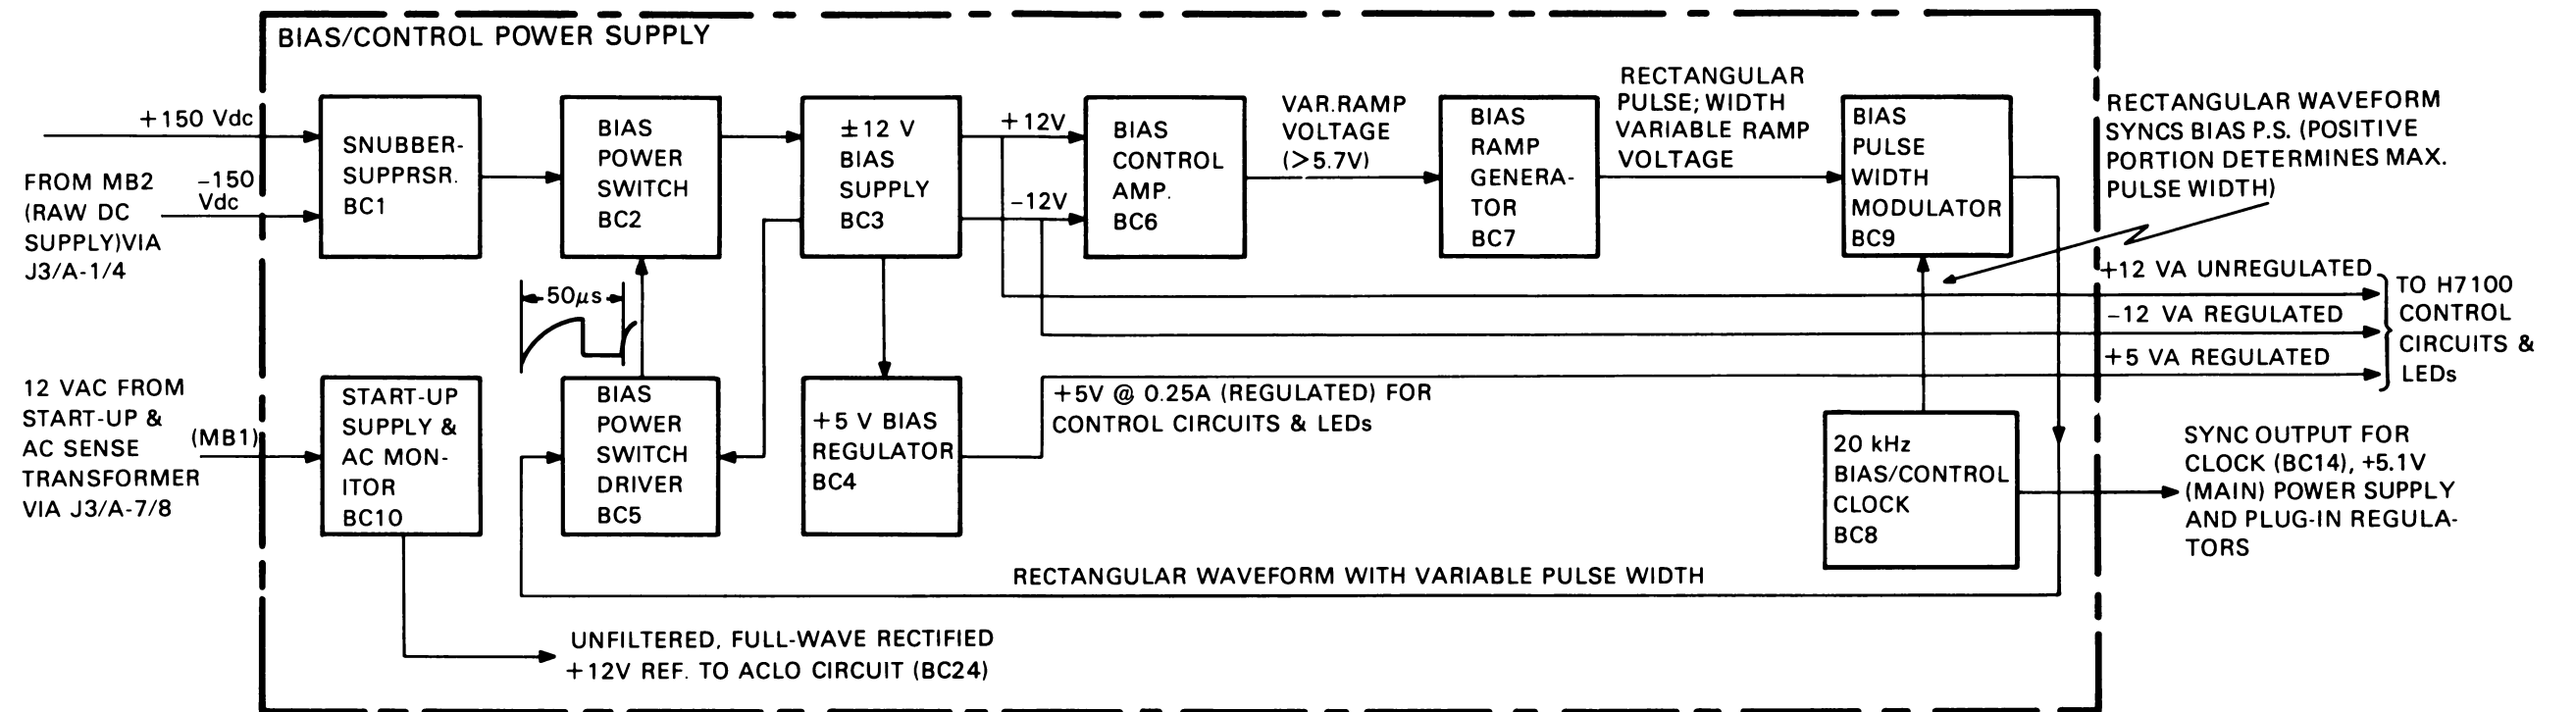 BIAS/CONTROL POWER SUPPLY
+150 Vdc
FROM MB2
(RAW DC
SUPPLY)VIA
J3/A-1/4
-150
Vdc
SNUBBER-
SUPPRSR.
BC1
BIAS
POWER
SWITCH
BC2
±12 V
BIAS
SUPPLY
BC3
+12V
-12V
BIAS
CONTROL
AMP.
BC6
VAR.RAMP
VOLTAGE
(>5.7V)
BIAS
RAMP
GENERA-
TOR
BC7
RECTANGULAR
PULSE; WIDTH
VARIABLE RAMP
VOLTAGE
BIAS
PULSE
WIDTH
MODULATOR
BC9
RECTANGULAR WAVEFORM
SYNCS BIAS P.S. (POSITIVE
PORTION DETERMINES MAX.
PULSE WIDTH)
+12 VA UNREGULATED
-12 VA REGULATED
+5 VA REGULATED
TO H7100
CONTROL
CIRCUITS &
LEDs
50μs
12 VAC FROM
START-UP &
AC SENSE
TRANSFORMER
VIA J3/A-7/8
(MB1)
START-UP
SUPPLY &
AC MON-
ITOR
BC10
BIAS
POWER
SWITCH
DRIVER
BC5
+5 V BIAS
REGULATOR
BC4
+5V @ 0.25A (REGULATED) FOR
CONTROL CIRCUITS & LEDs
20 kHz
BIAS/CONTROL
CLOCK
BC8
SYNC OUTPUT FOR
CLOCK (BC14), +5.1V
(MAIN) POWER SUPPLY
AND PLUG-IN REGULA-
TORS
RECTANGULAR WAVEFORM WITH VARIABLE PULSE WIDTH
UNFILTERED, FULL-WAVE RECTIFIED
+12V REF. TO ACLO CIRCUIT (BC24)